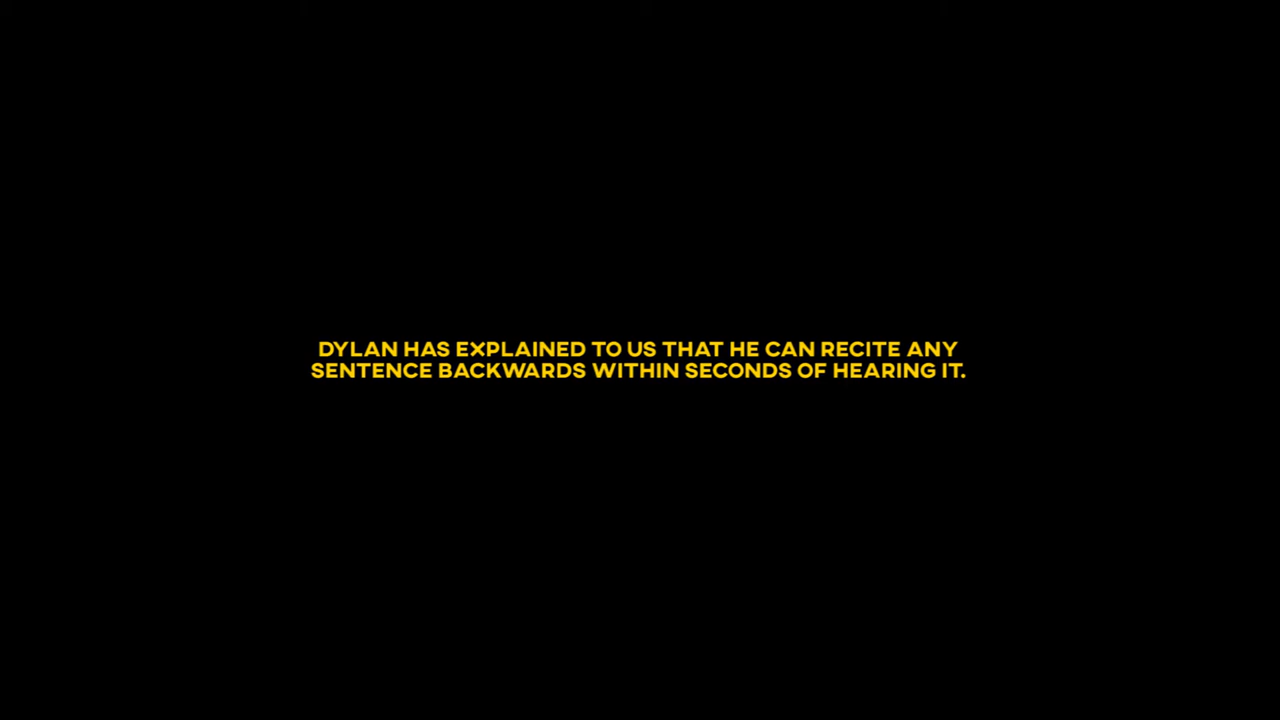 DYLAN HAS EXPLAINED TO US THAT HE CAN RECITE ANY
SENTENCE BACKWARDS WITHIN SECONDS OF HEARING IT.